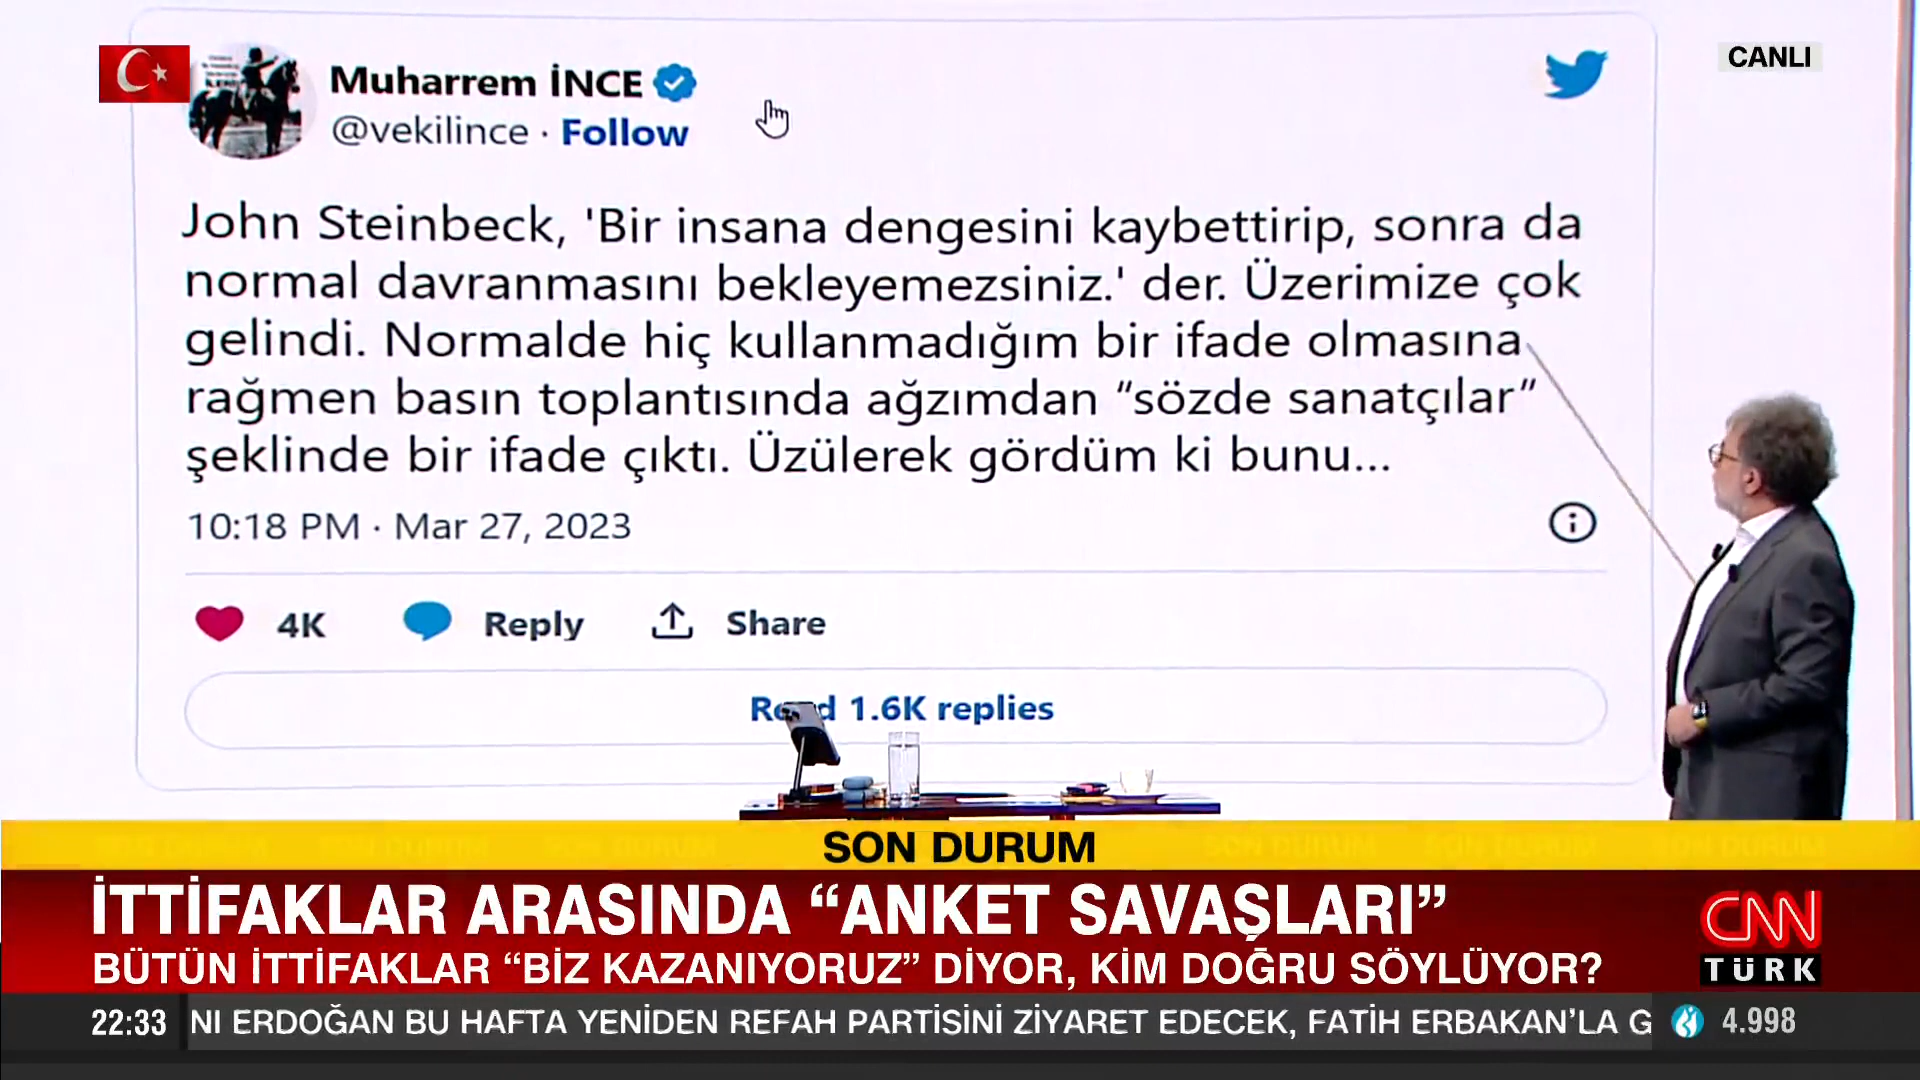 CANLI
Muharrem İNCE
@vekilince · Follow
John Steinbeck, 'Bir insana dengesini kaybettirip, sonra da
normal davranmasını bekleyemezsiniz.' der. Üzerimize çok
gelindi. Normalde hiç kullanmadığım bir ifade olmasına
rağmen basın toplantısında ağzımdan “sözde sanatçılar”
şeklinde bir ifade çıktı. Üzülerek gördüm ki bunu...
10:18 PM · Mar 27, 2023
4K Reply Share
Read 1.6K replies
SON DURUM
İTTİFAKLAR ARASINDA “ANKET SAVAŞLARI”
BÜTÜN İTTİFAKLAR “BİZ KAZANIYORUZ” DİYOR, KİM DOĞRU SÖYLÜYOR?
CNN
TÜRK
22:33 NI ERDOĞAN BU HAFTA YENİDEN REFAH PARTİSİNİ ZİYARET EDECEK, FATİH ERBAKAN’LA G 4.998